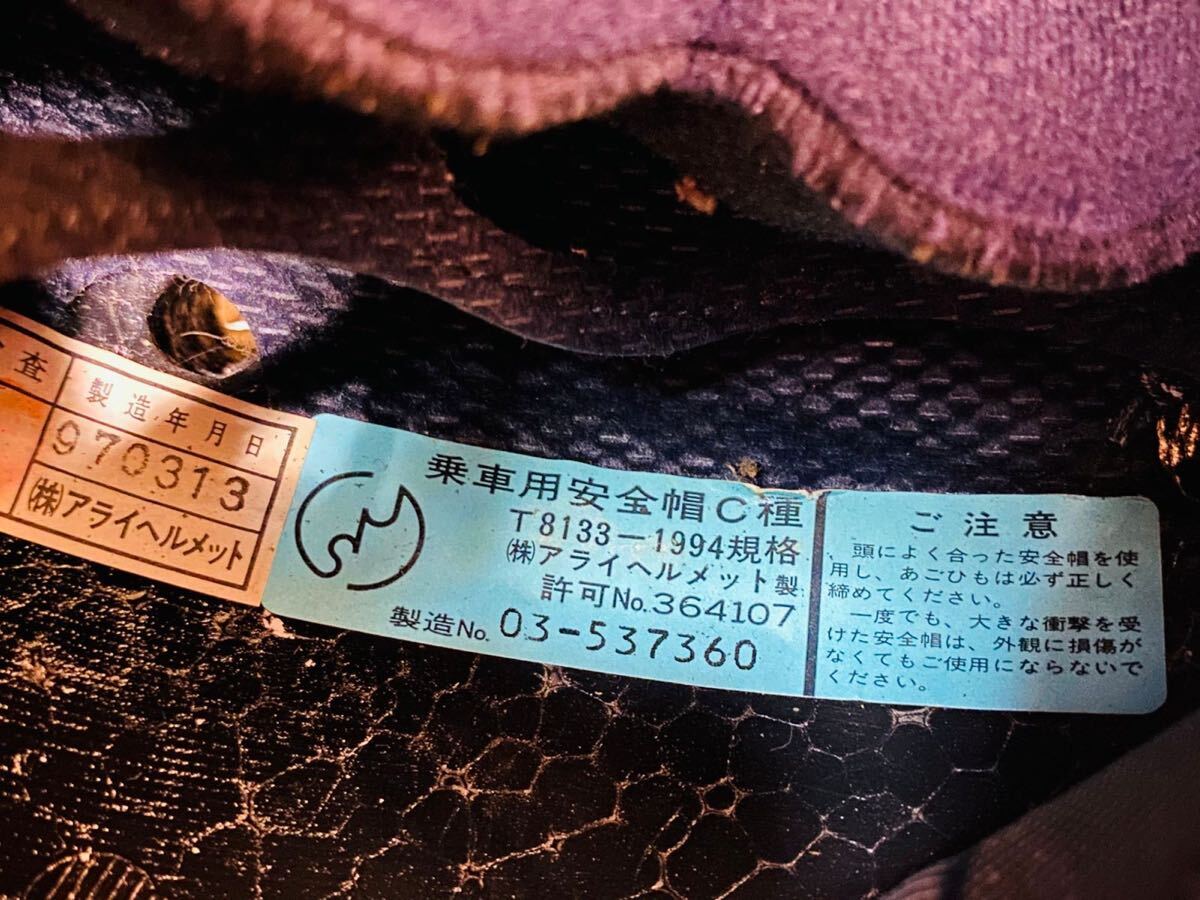 査
製造年月日
970313
㈱アライヘルメット
乗車用安全帽C種
T8133-1994規格
㈱アライヘルメット製
許可No.364107
製造No. 03-537360
ご注意
頭によく合った安全帽を使
用し、あごひもは必ず正しく
締めてください。
一度でも、大きな衝撃を受
けた安全帽は、外観に損傷が
なくてもご使用にならないで
ください。